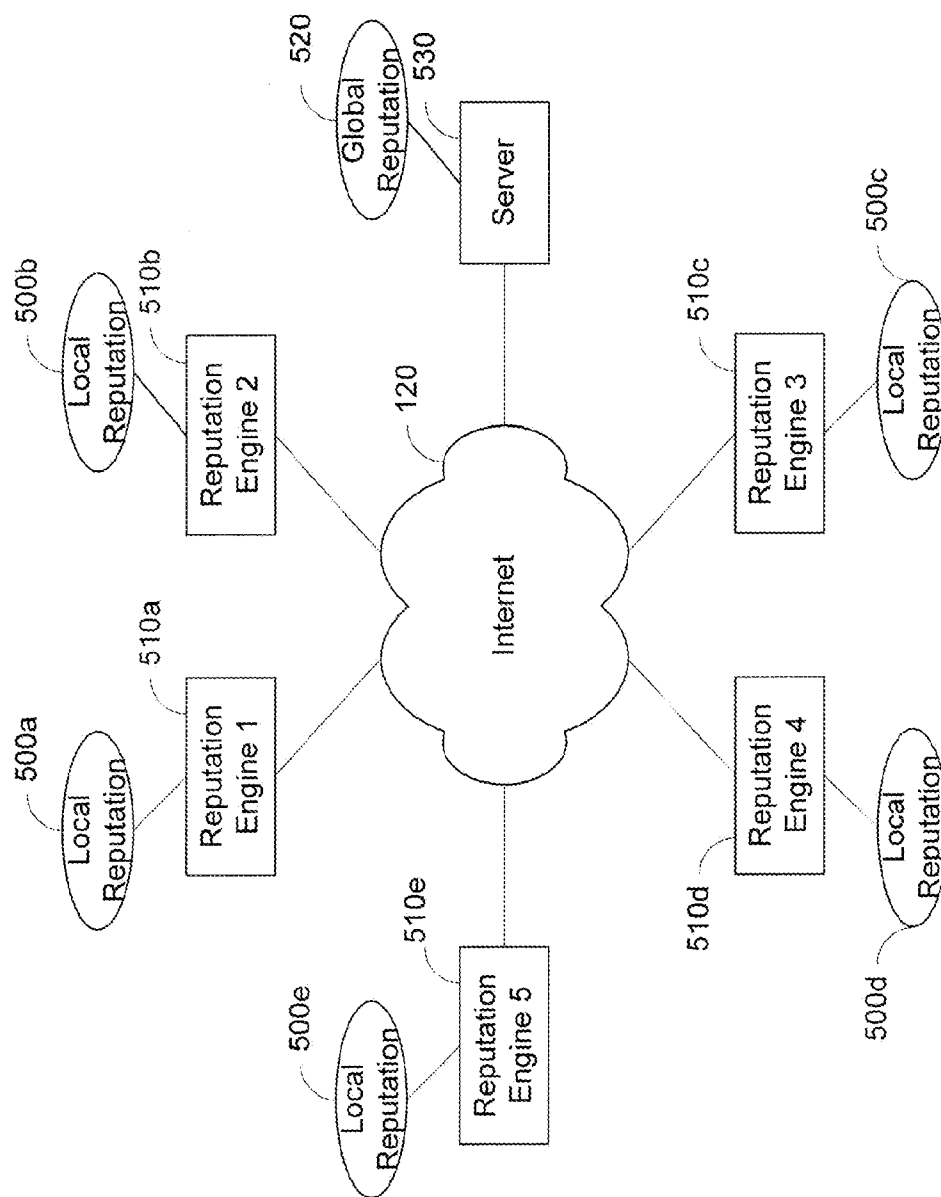 500a
Local
Reputation
510a
Reputation
Engine 1
500b
Local
Reputation
510b
Reputation
Engine 2
520
Global
Reputation
530
Server
120
Internet
500e
Local
Reputation
510e
Reputation
Engine 5
510d
Reputation
Engine 4
500d
Local
Reputation
510c
Reputation
Engine 3
500c
Local
Reputation